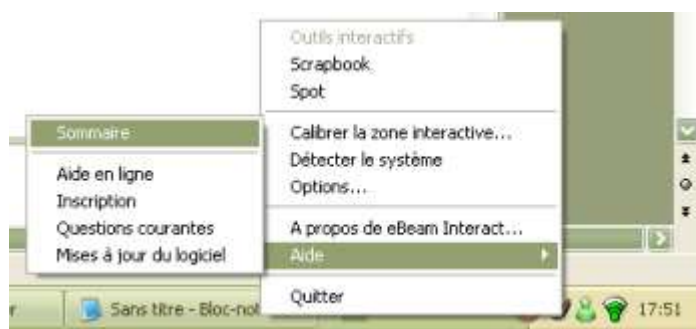 Outils interactifs
Scrapbook
Spot
Calibrer la zone interactive...
Détecter le système
Options...
A propos de eBeam Interact...
Aide
Quitter
Sommaire
Aide en ligne
Inscription
Questions courantes
Mises à jour du logiciel
Sans titre - Bloc-not
17:51